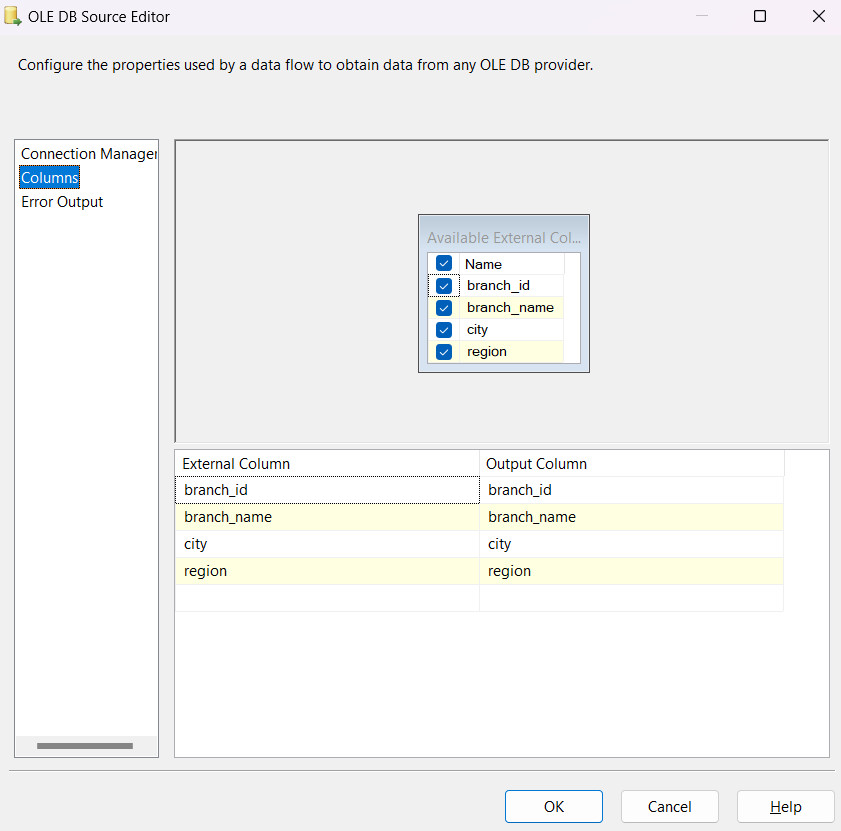 OLE DB Source Editor
Configure the properties used by a data flow to obtain data from any OLE DB provider.
Connection Manager
Columns
Error Output
Available External Col...
Name
branch_id
branch_name
city
region
External Column Output Column
branch_id branch_id
branch_name branch_name
city city
region region
OK Cancel Help